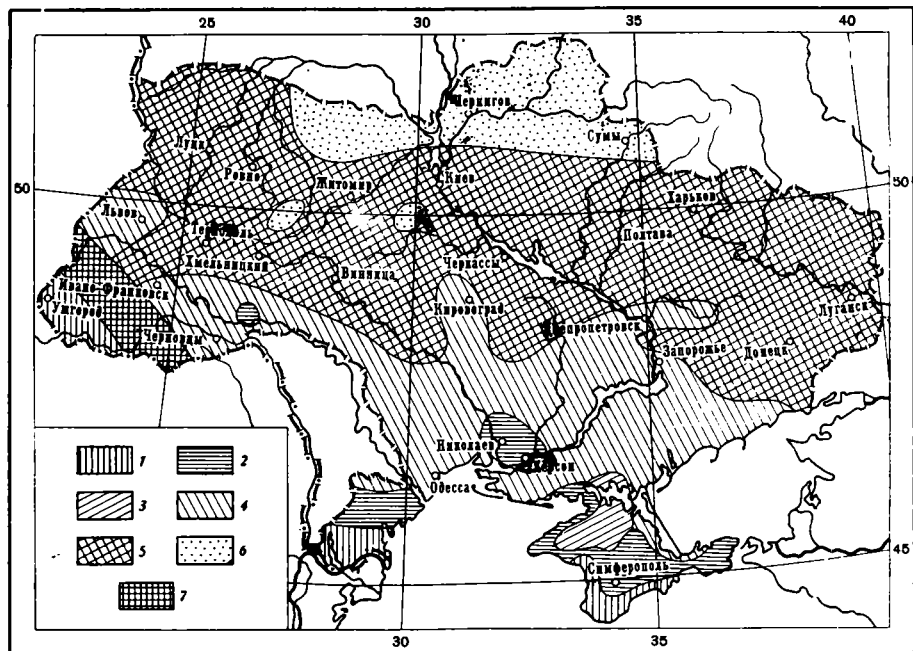 25
30
35
40
Чернигов
Сумы
Луцк
Ровно
Житомир
Киев
50
50
Харьков
Львов
Тернополь
Полтава
Хмельницкий
Винница
Черкассы
Ивано-Франковск
Ужгород
Кировоград
Луганск
Черновцы
Днепропетровск
Запорожье
Донецк
Николаев
Херсон
Одесса
1
2
3
4
5
6
7
45
Симферополь
30
35